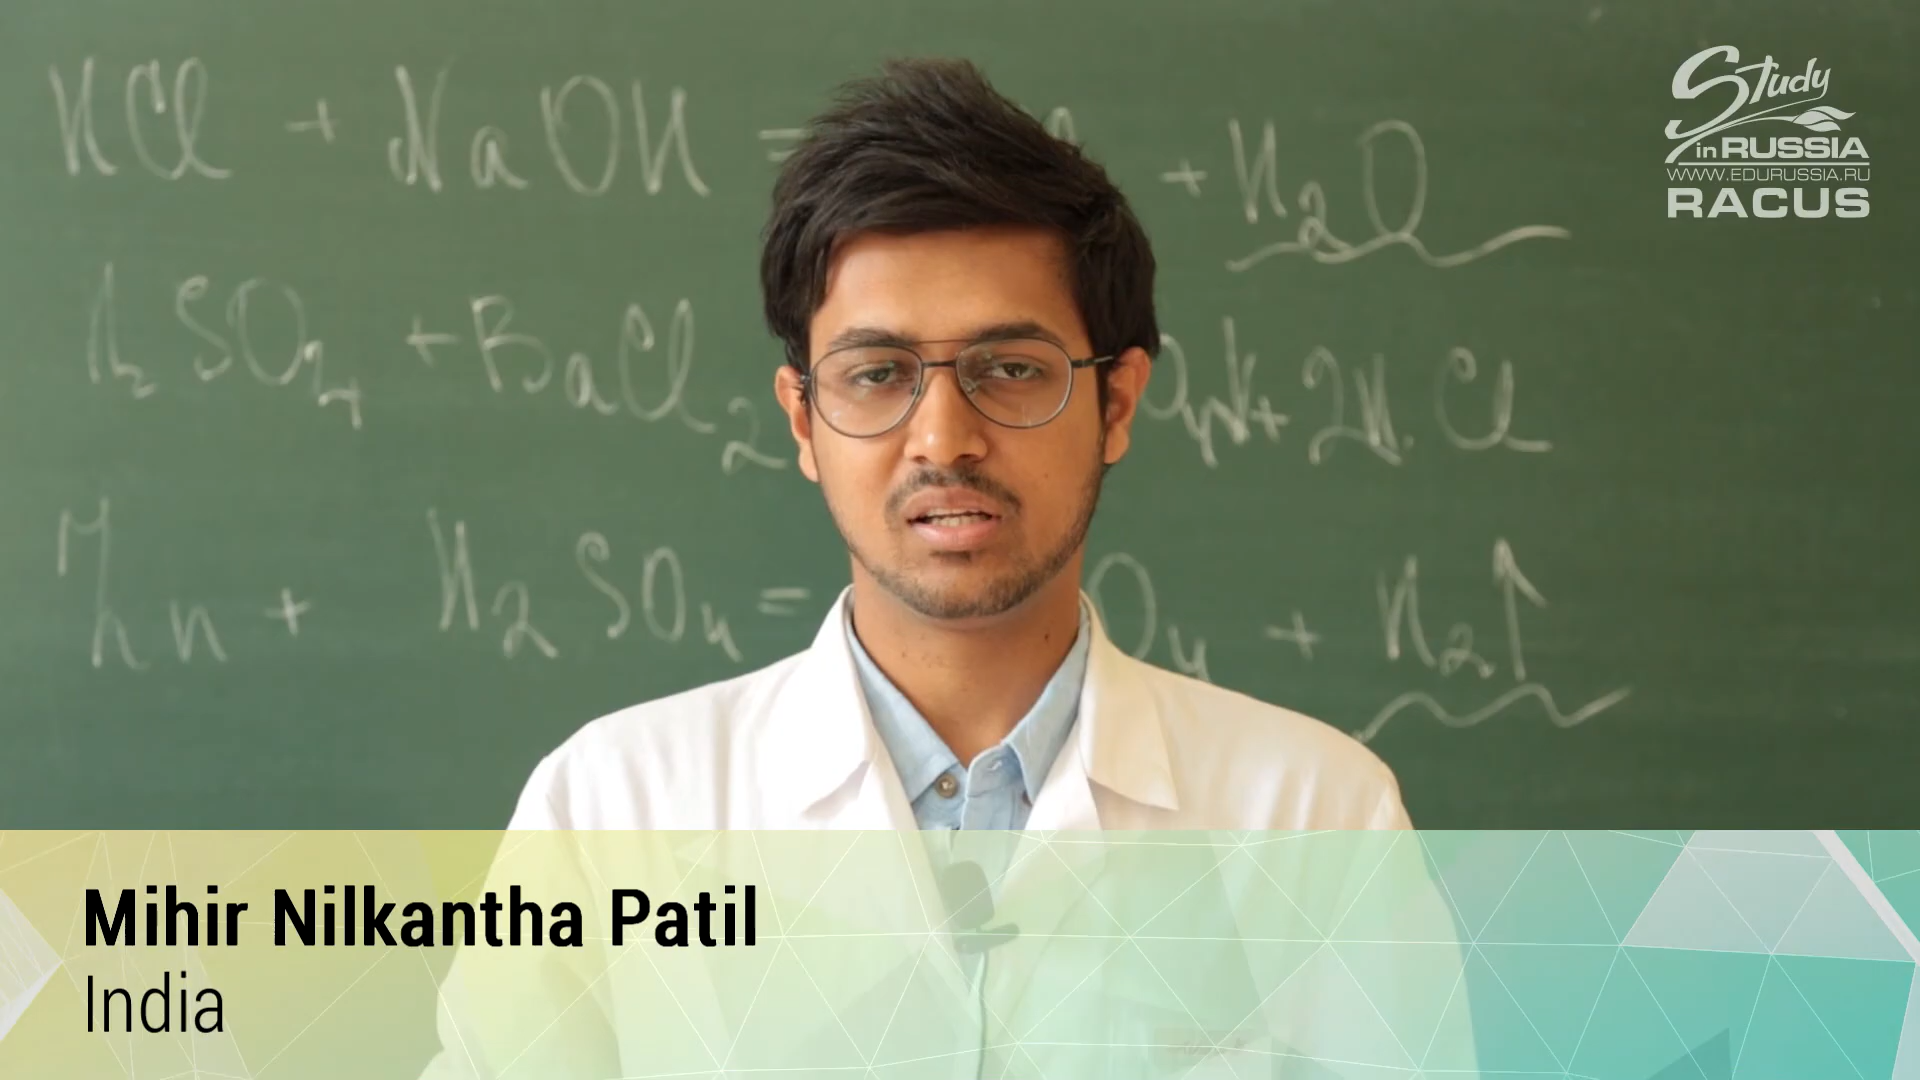 HCl + NaOH = + H₂O
H₂SO₄ + BaCl₂ + 2HCl
Zn + H₂SO₄ = O₄ + H₂↑
Study
in RUSSIA
WWW.EDURUSSIA.RU
RACUS
Mihir Nilkantha Patil
India